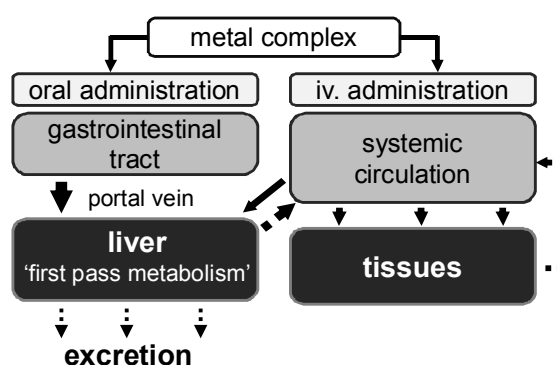 metal complex
oral administration
iv. administration
gastrointestinal
tract
systemic
circulation
portal vein
liver
'first pass metabolism'
tissues
excretion